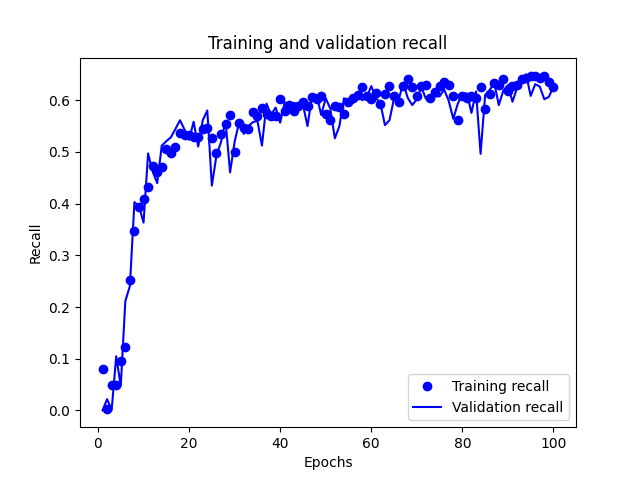 Training and validation recall
Recall
0.6
0.5
0.4
0.3
0.2
0.1
0.0
Training recall
Validation recall
0
20
40
60
80
100
Epochs